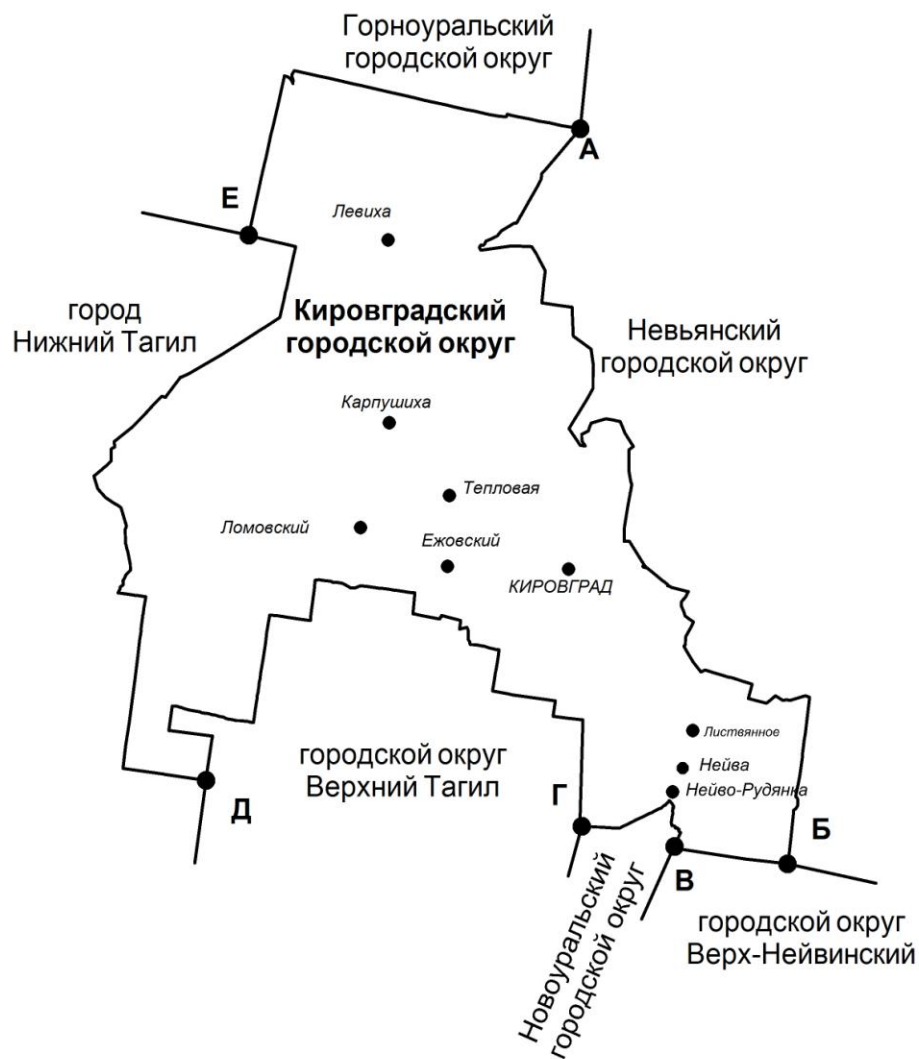 Горноуральский
городской округ
А
Е
Левиха
город
Нижний Тагил
Кировградский
городской округ
Невьянский
городской округ
Карпушиха
Тепловая
Ломовский
Ежовский
КИРОВГРАД
Листвянное
Нейва
Нейво-Рудянка
городской округ
Верхний Тагил
Д
Г
В
Б
Новоуральский
городской округ
городской округ
Верх-Нейвинский